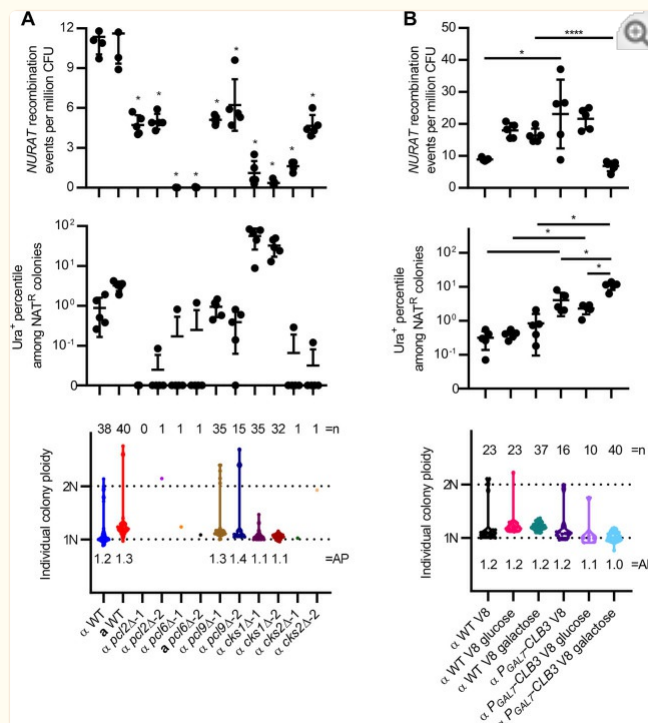 A
NURAT recombination
events per million CFU
12
9
6
3
0
* * * * * * * * * *
Ura+ percentile
among NATR colonies
10²
10¹
10⁰
10⁻¹
0
Individual colony ploidy
38 40 0 1 1 1 35 15 35 32 1 1 =n
2N
1N
1.2 1.3 1.3 1.4 1.1 1.1 =AP
α WT
a WT
α pcl2Δ-1
α pcl2Δ-2
α pcl6Δ-1
a pcl6Δ-2
α pcl9Δ-1
α pcl9Δ-2
α cks1Δ-1
α cks1Δ-2
α cks2Δ-1
α cks2Δ-2
B
NURAT recombination
events per million CFU
50
40
30
20
10
0
****
*
Ura+ percentile
among NATR colonies
10²
10¹
10⁰
10⁻¹
0
*
*
*
*
Individual colony ploidy
23 23 37 16 10 40 =n
2N
1N
1.2 1.2 1.2 1.2 1.1 1.0 =A
α WT V8
α WT V8 glucose
α WT V8 galactose
α PGAL7-CLB3 V8
α PGAL7-CLB3 V8 glucose
α PGAL7-CLB3 V8 galactose